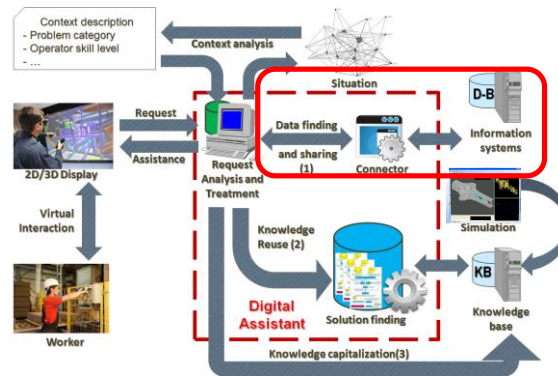 Context description
- Problem category
- Operator skill level
- ...
Context analysis
Situation
D-B
Information
systems
Request
Assistance
2D/3D Display
Data finding
and sharing
(1)
Connector
Request
Analysis and
Treatment
Simulation
Virtual
Interaction
Knowledge
Reuse (2)
KB
Digital
Assistant
Solution finding
Knowledge
base
Worker
Knowledge capitalization(3)